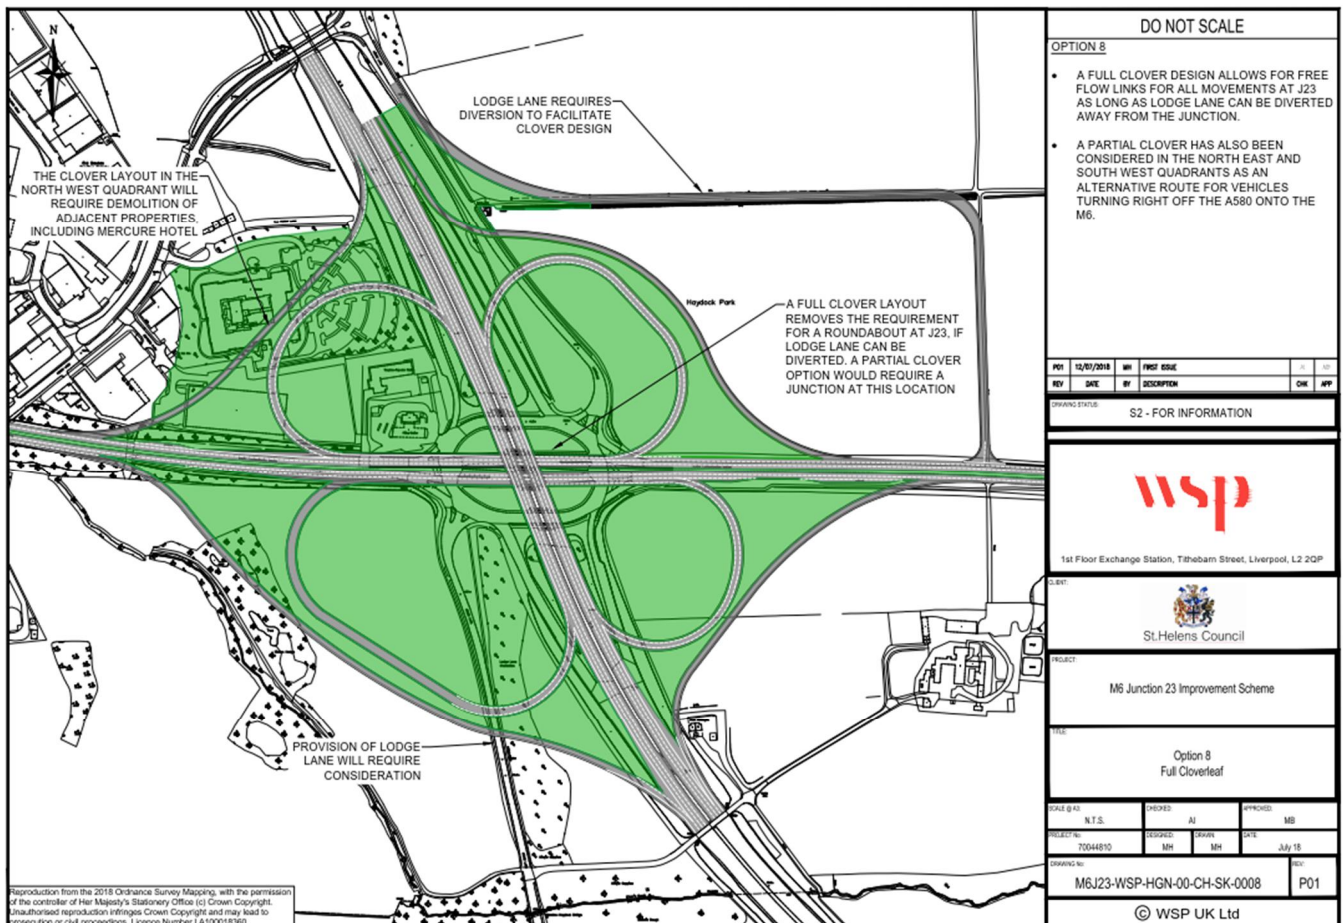 N
LODGE LANE REQUIRES
DIVERSION TO FACILITATE
CLOVER DESIGN
THE CLOVER LAYOUT IN THE
NORTH WEST QUADRANT WILL
REQUIRE DEMOLITION OF
ADJACENT PROPERTIES,
INCLUDING MERCURE HOTEL
Haydock Park
A FULL CLOVER LAYOUT
REMOVES THE REQUIREMENT
FOR A ROUNDABOUT AT J23, IF
LODGE LANE CAN BE
DIVERTED. A PARTIAL CLOVER
OPTION WOULD REQUIRE A
JUNCTION AT THIS LOCATION
PROVISION OF LODGE
LANE WILL REQUIRE
CONSIDERATION
Reproduction from the 2018 Ordnance Survey Mapping, with the permission
of the controller of Her Majesty's Stationery Office (c) Crown Copyright.
Unauthorised reproduction infringes Crown Copyright and may lead to
prosecution or civil proceedings. Licence Number LA100018360
DO NOT SCALE
OPTION 8
• A FULL CLOVER DESIGN ALLOWS FOR FREE
FLOW LINKS FOR ALL MOVEMENTS AT J23
AS LONG AS LODGE LANE CAN BE DIVERTED
AWAY FROM THE JUNCTION.
• A PARTIAL CLOVER HAS ALSO BEEN
CONSIDERED IN THE NORTH EAST AND
SOUTH WEST QUADRANTS AS AN
ALTERNATIVE ROUTE FOR VEHICLES
TURNING RIGHT OFF THE A580 ONTO THE
M6.
P01 12/07/2018 MH FIRST ISSUE
REV DATE BY DESCRIPTION CHK APP
DRAWING STATUS:
S2 - FOR INFORMATION
wsp
1st Floor Exchange Station, Tithebarn Street, Liverpool, L2 2QP
CLIENT:
St.Helens Council
PROJECT:
M6 Junction 23 Improvement Scheme
TITLE:
Option 8
Full Cloverleaf
SCALE @ A3: CHECKED: APPROVED:
N.T.S. AI MB
PROJECT No: DESIGNED: DRAWN: DATE:
70044810 MH MH July 18
DRAWING No: REV:
M6J23-WSP-HGN-00-CH-SK-0008 P01
© WSP UK Ltd